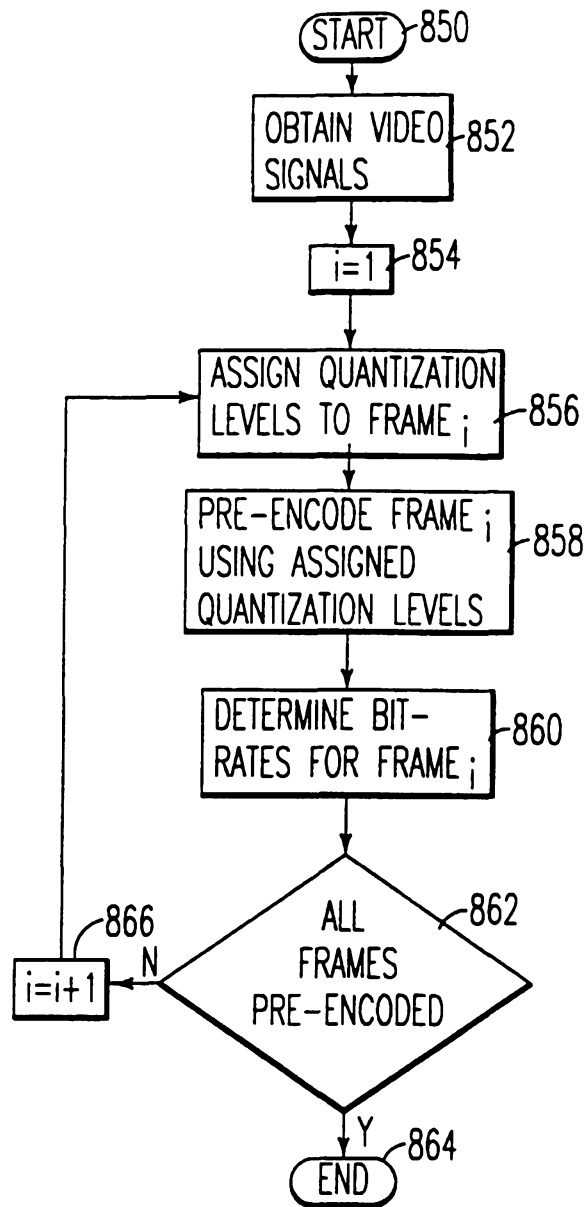 START
850
OBTAIN VIDEO
SIGNALS
852
i=1
854
ASSIGN QUANTIZATION
LEVELS TO FRAME i
856
PRE-ENCODE FRAME i
USING ASSIGNED
QUANTIZATION LEVELS
858
DETERMINE BIT-
RATES FOR FRAME i
860
ALL
FRAMES
PRE-ENCODED
862
N
866
i=i+1
Y
END
864